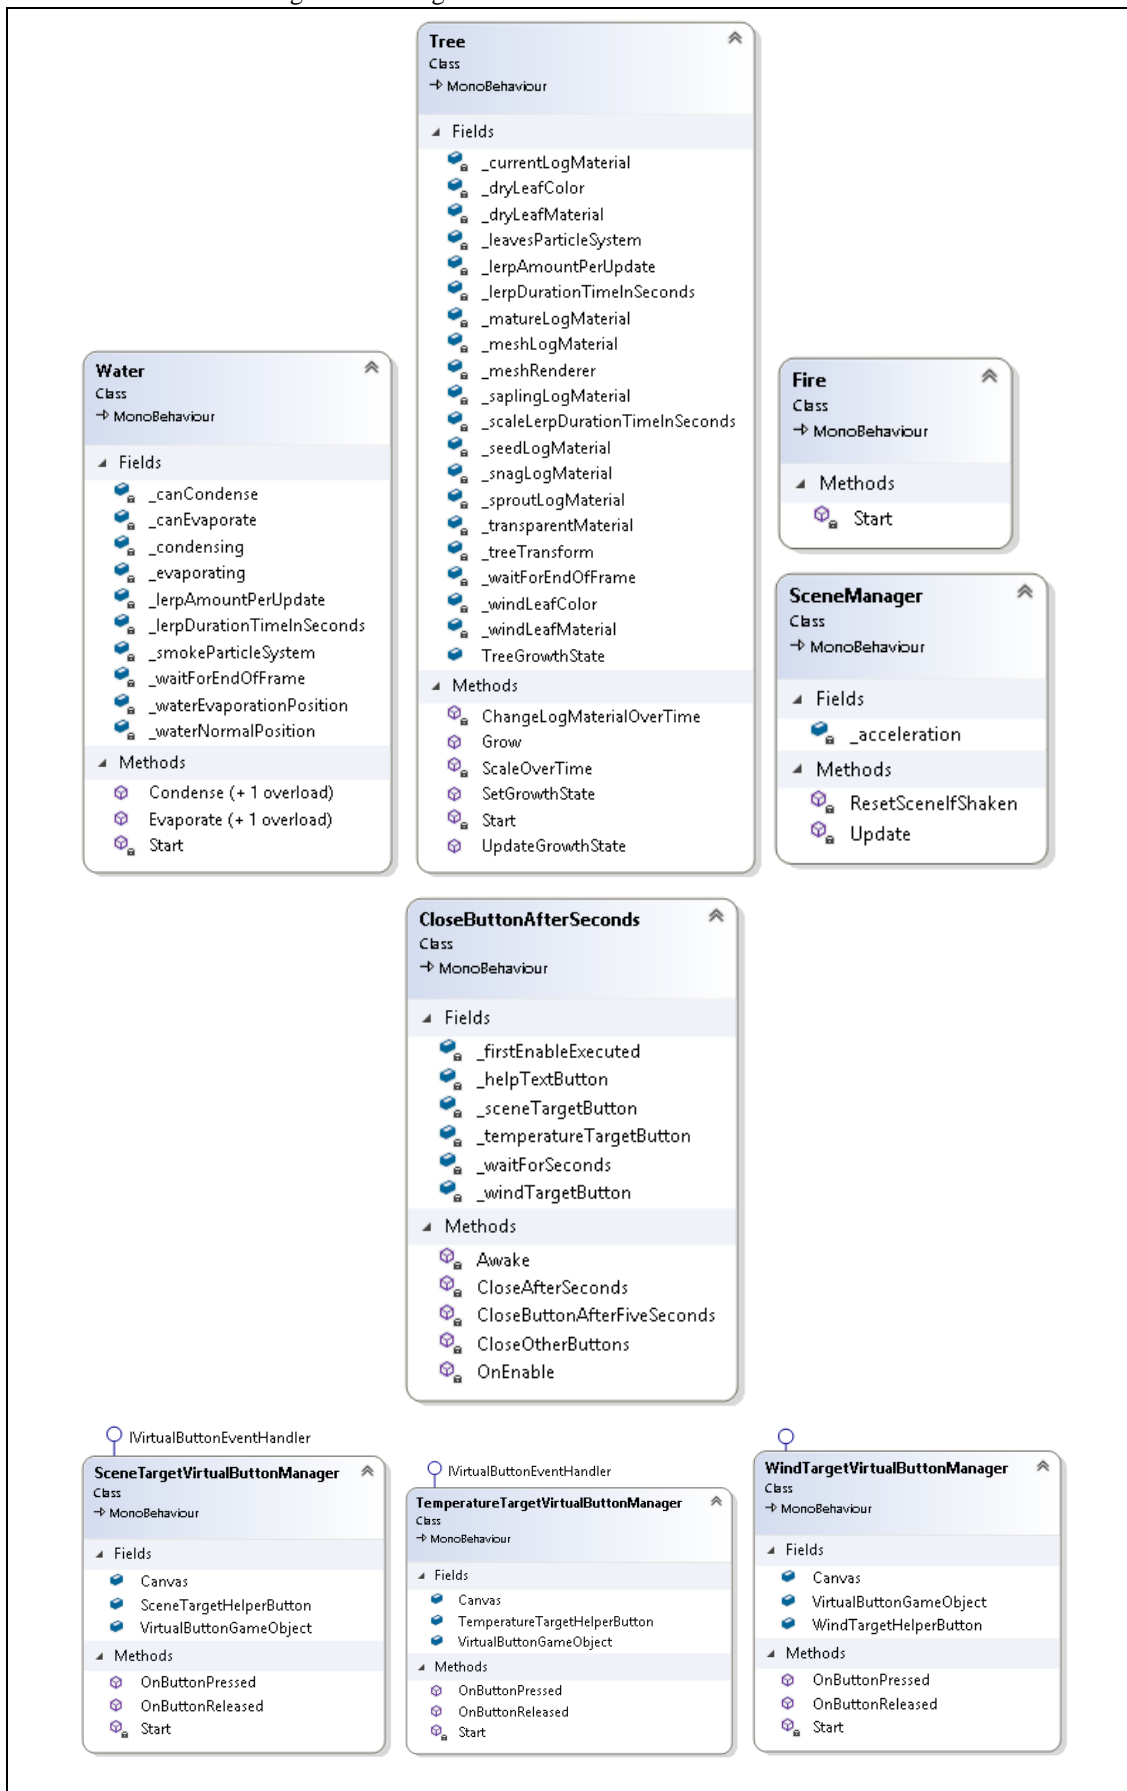 Tree
Class
MonoBehaviour
Fields
_currentLogMaterial
_dryLeafColor
_dryLeafMaterial
_leavesParticleSystem
_lerpAmountPerUpdate
_lerpDurationTimeInSeconds
_matureLogMaterial
_meshLogMaterial
_meshRenderer
_saplingLogMaterial
_scaleLerpDurationTimeInSeconds
_seedLogMaterial
_snagLogMaterial
_sproutLogMaterial
_transparentMaterial
_treeTransform
_waitForEndOfFrame
_windLeafColor
_windLeafMaterial
TreeGrowthState
Methods
ChangeLogMaterialOverTime
Grow
ScaleOverTime
SetGrowthState
Start
UpdateGrowthState
Water
Class
MonoBehaviour
Fields
_canCondense
_canEvaporate
_condensing
_evaporating
_lerpAmountPerUpdate
_lerpDurationTimeInSeconds
_smokeParticleSystem
_waitForEndOfFrame
_waterEvaporationPosition
_waterNormalPosition
Methods
Condense (+ 1 overload)
Evaporate (+ 1 overload)
Start
Fire
Class
MonoBehaviour
Methods
Start
SceneManager
Class
MonoBehaviour
Fields
_acceleration
Methods
ResetSceneIfShaken
Update
CloseButtonAfterSeconds
Class
MonoBehaviour
Fields
_firstEnableExecuted
_helpTextButton
_sceneTargetButton
_temperatureTargetButton
_waitForSeconds
_windTargetButton
Methods
Awake
CloseAfterSeconds
CloseButtonAfterFiveSeconds
CloseOtherButtons
OnEnable
IVirtualButtonEventHandler
SceneTargetVirtualButtonManager
Class
MonoBehaviour
Fields
Canvas
SceneTargetHelperButton
VirtualButtonGameObject
Methods
OnButtonPressed
OnButtonReleased
Start
IVirtualButtonEventHandler
TemperatureTargetVirtualButtonManager
Class
MonoBehaviour
Fields
Canvas
TemperatureTargetHelperButton
VirtualButtonGameObject
Methods
OnButtonPressed
OnButtonReleased
Start
WindTargetVirtualButtonManager
Class
MonoBehaviour
Fields
Canvas
VirtualButtonGameObject
WindTargetHelperButton
Methods
OnButtonPressed
OnButtonReleased
Start